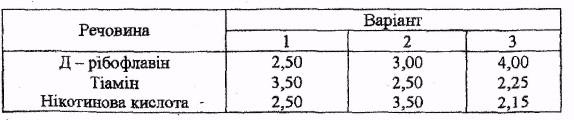 Речовина Варіант
1 2 3
Д – рібофлавін 2,50 3,00 4,00
Тіамін 3,50 2,50 2,25
Нікотинова кислота - 2,50 3,50 2,15